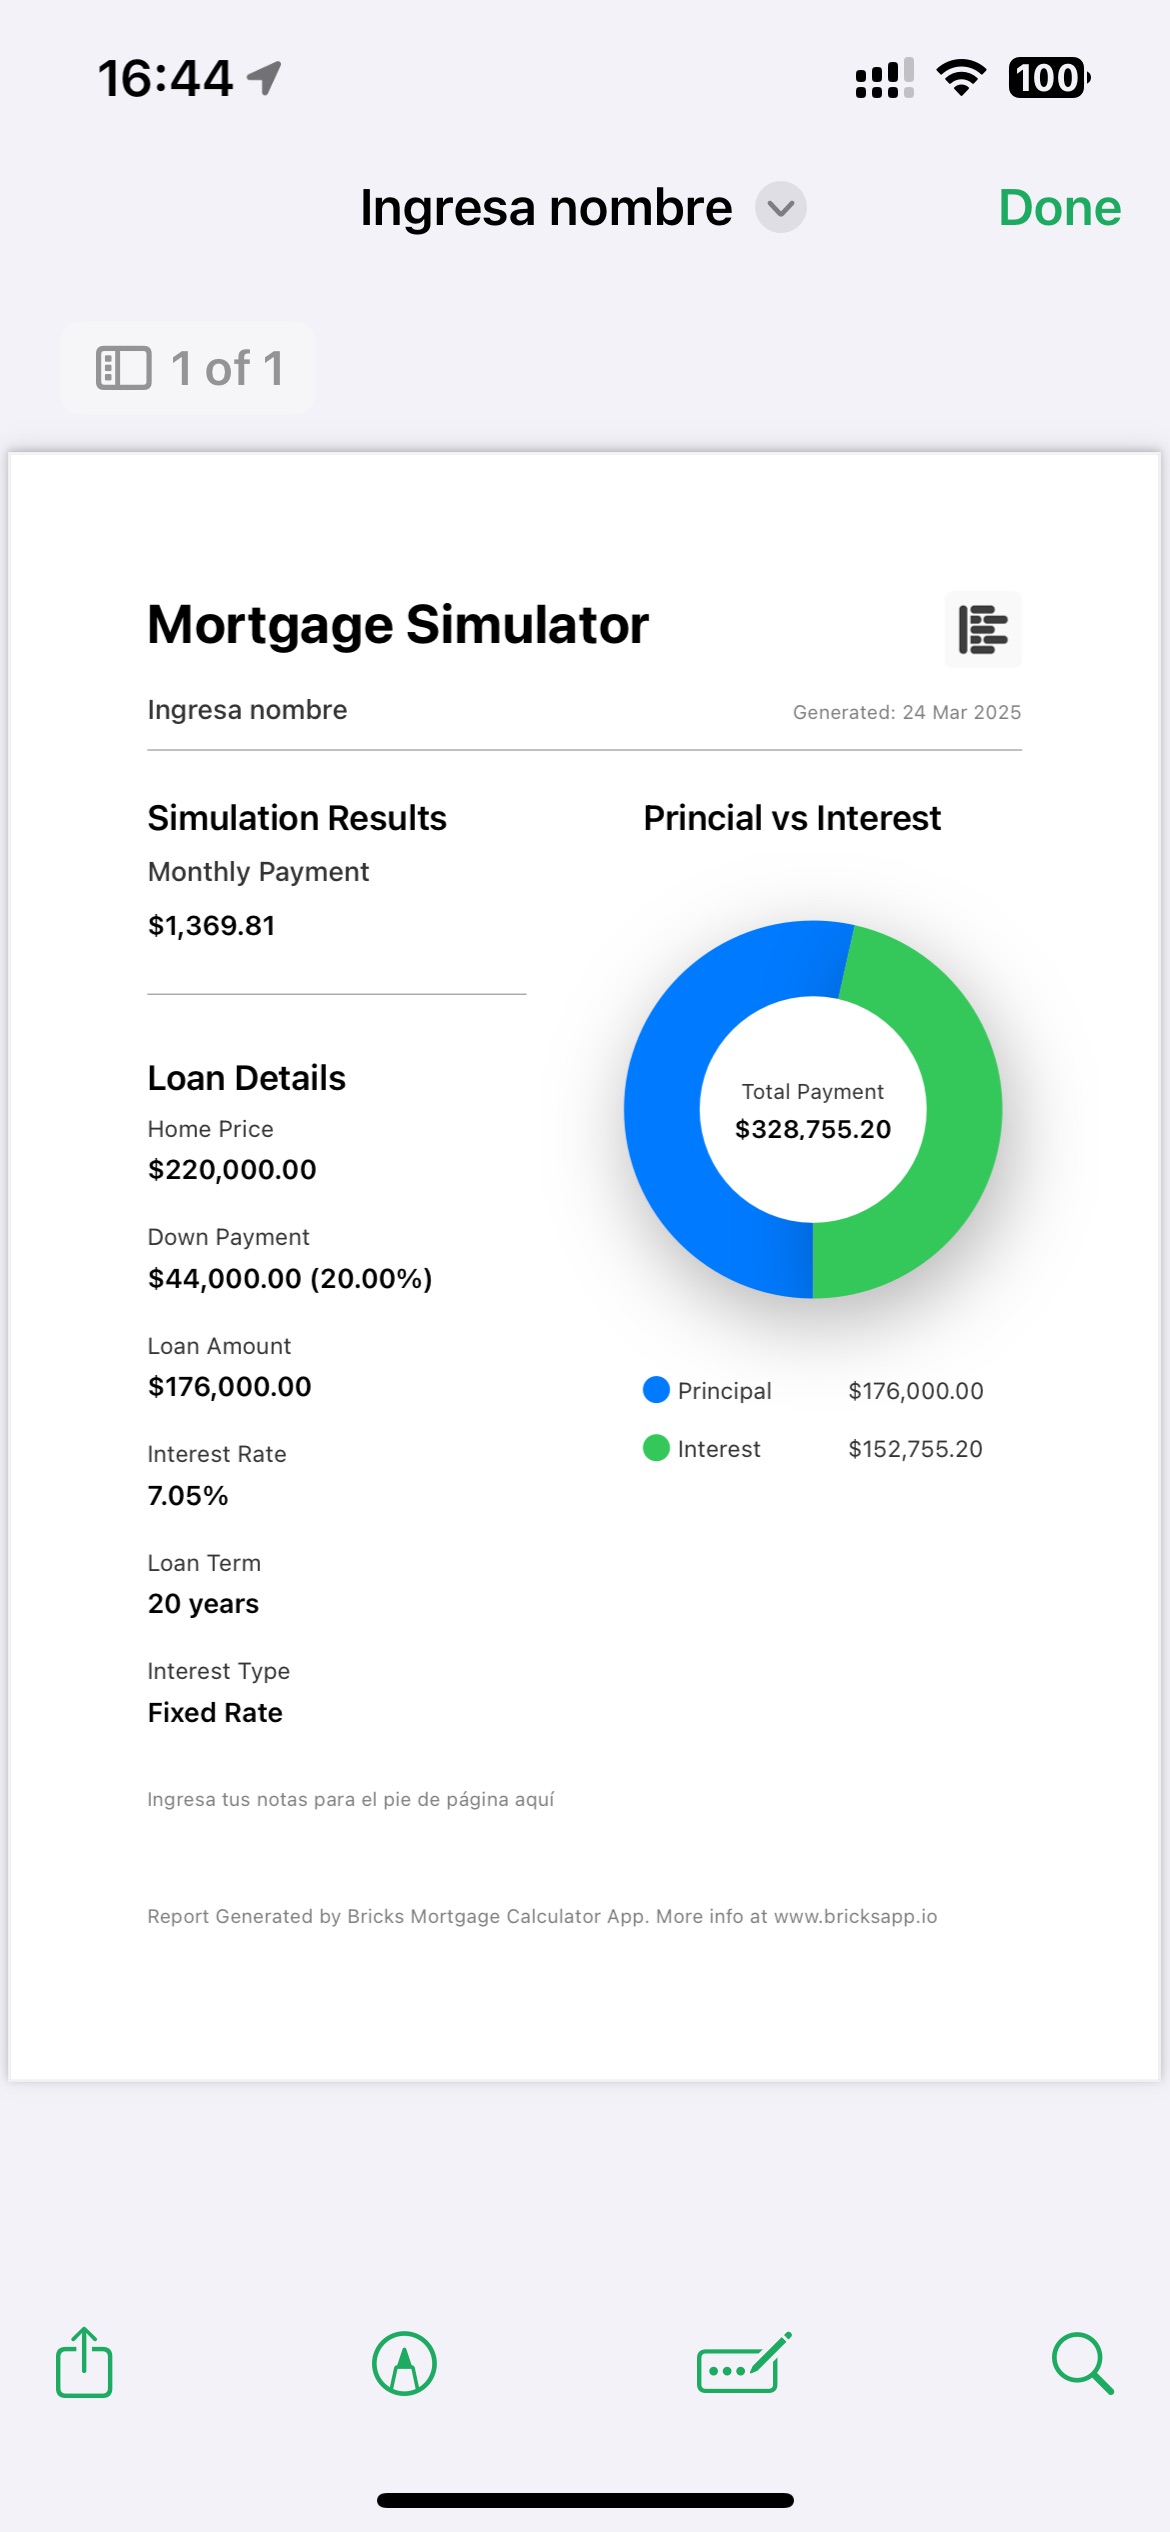 16:44
100
Ingresa nombre
Done
1 of 1
Mortgage Simulator
Ingresa nombre
Generated: 24 Mar 2025
Simulation Results
Monthly Payment
$1,369.81
Loan Details
Home Price
$220,000.00
Down Payment
$44,000.00 (20.00%)
Loan Amount
$176,000.00
Interest Rate
7.05%
Loan Term
20 years
Interest Type
Fixed Rate
Princial vs Interest
Total Payment
$328,755.20
Principal $176,000.00
Interest $152,755.20
Ingresa tus notas para el pie de página aquí
Report Generated by Bricks Mortgage Calculator App. More info at www.bricksapp.io